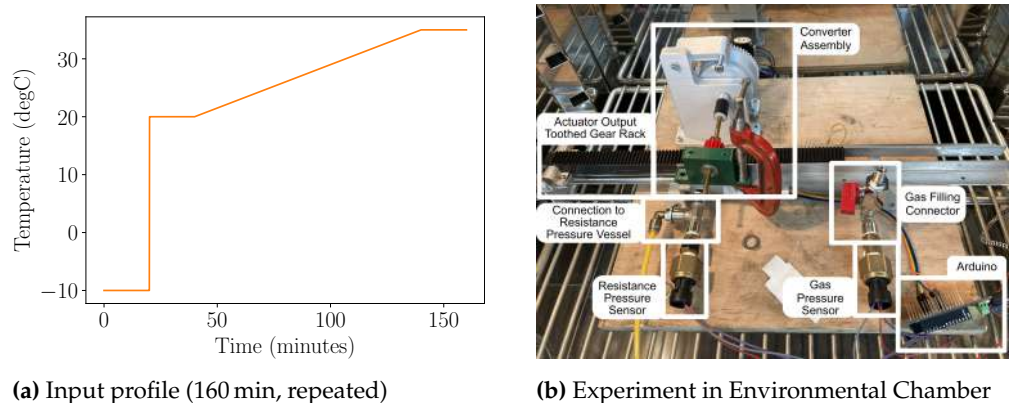 30
20
10
0
−10
Temperature (degC)
0
50
100
150
Time (minutes)
(a) Input profile (160 min, repeated)
Converter
Assembly
Actuator Output
Toothed Gear Rack
Connection to
Resistance
Pressure Vessel
Gas Filling
Connector
Resistance
Pressure
Sensor
Gas
Pressure
Sensor
Arduino
(b) Experiment in Environmental Chamber